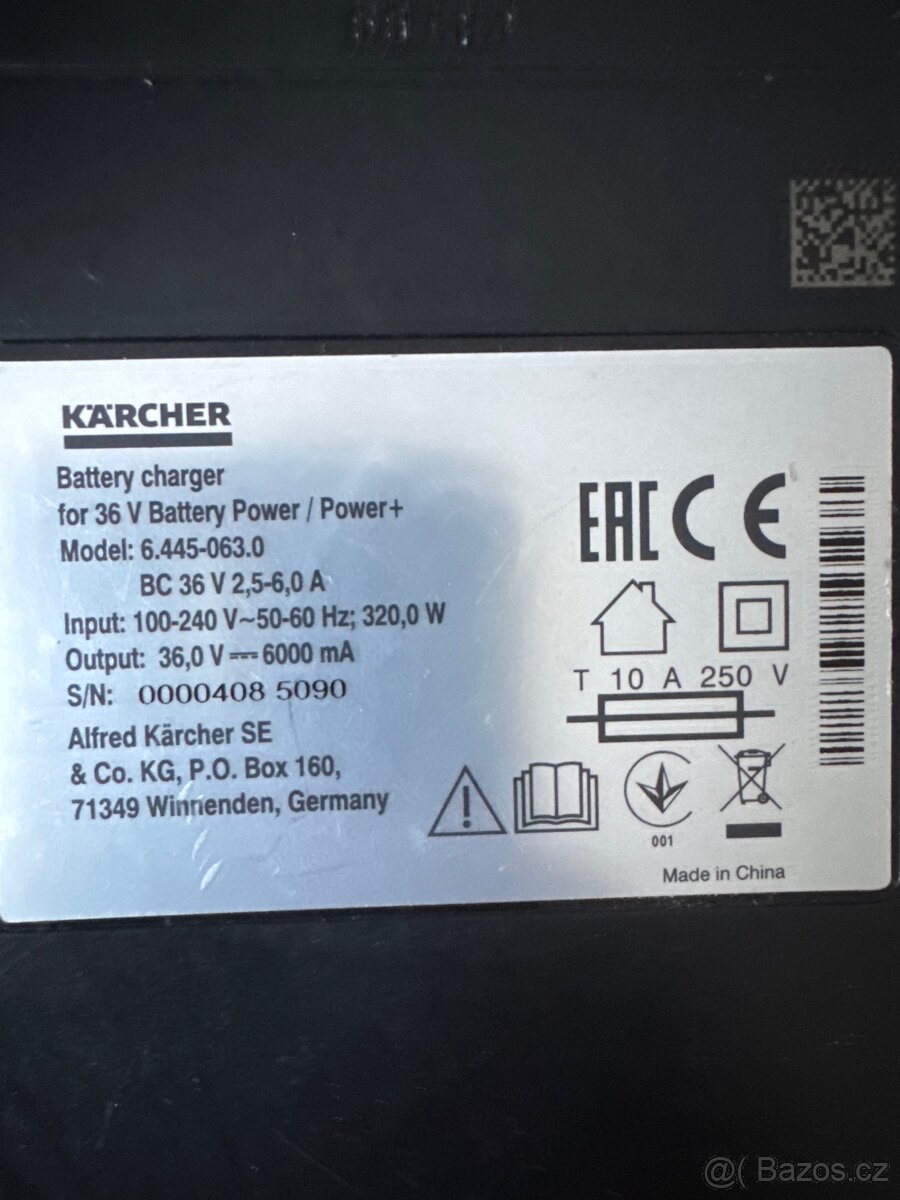 KÄRCHER
Battery charger
for 36 V Battery Power / Power+
Model: 6.445-063.0
BC 36 V 2,5-6,0 A
Input: 100-240 V~50-60 Hz; 320,0 W
Output: 36,0 V⎓6000 mA
S/N: 0000408 5090
Alfred Kärcher SE
& Co. KG, P.O. Box 160,
71349 Winnenden, Germany
EAC CE
T 10 A 250 V
001
Made in China
@( Bazos.cz